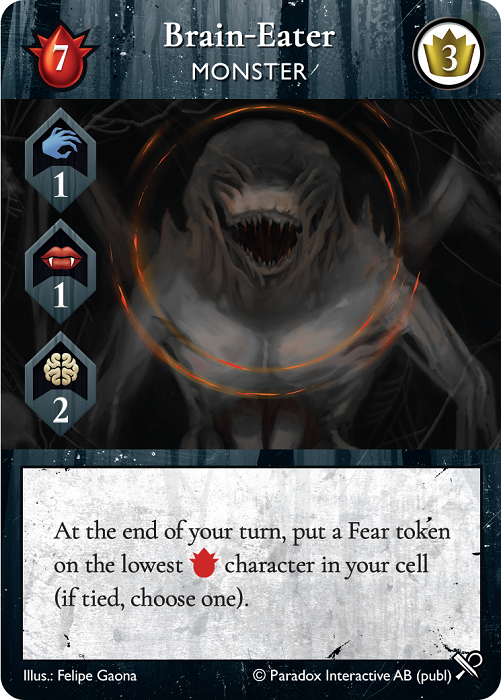 7
Brain-Eater
MONSTER
3
1
1
2
At the end of your turn, put a Fear token
on the lowest character in your cell
(if tied, choose one).
Illus.: Felipe Gaona
© Paradox Interactive AB (publ)